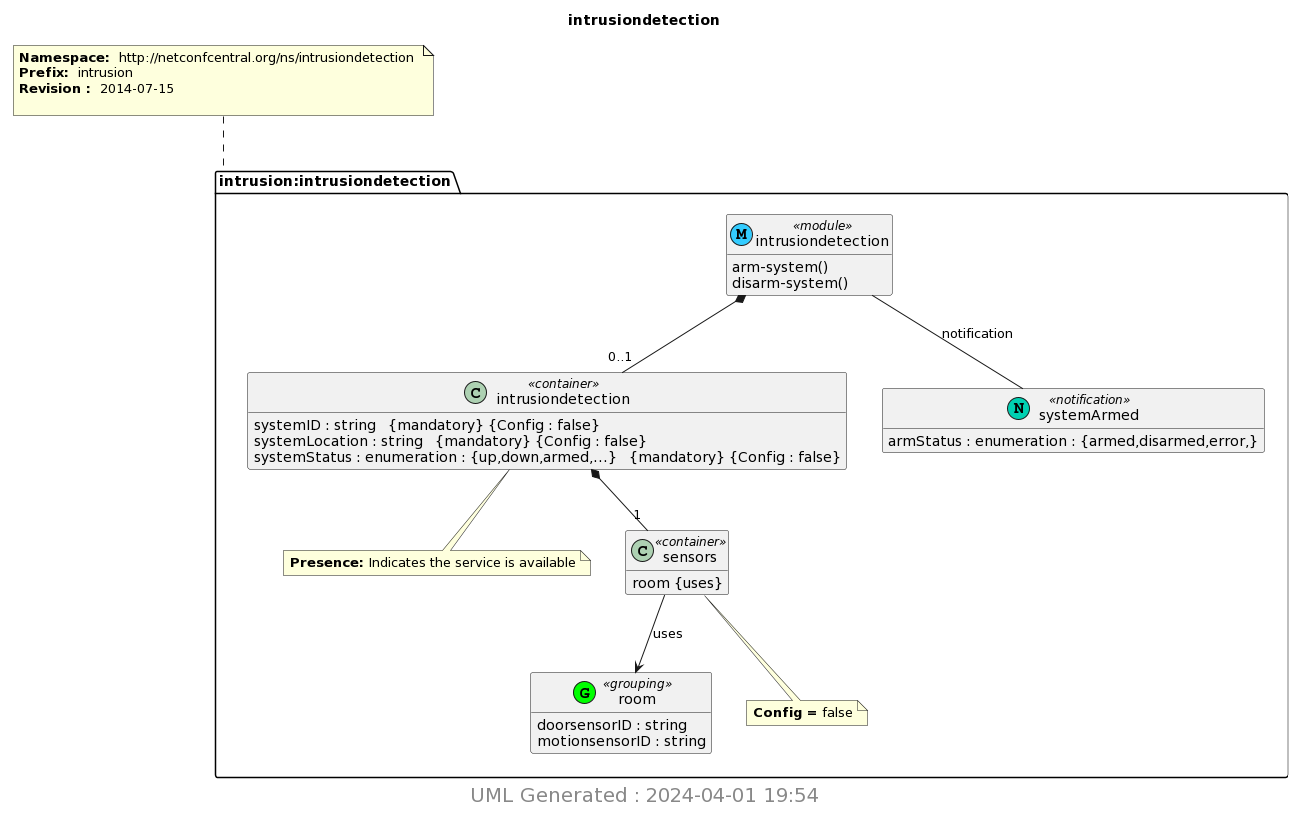 intrusiondetection
Namespace: http://netconfcentral.org/ns/intrusiondetection
Prefix: intrusion
Revision : 2014-07-15
intrusion:intrusiondetection
M
«module»
intrusiondetection
arm-system()
disarm-system()
notification
0..1
C
«container»
intrusiondetection
systemID : string {mandatory} {Config : false}
systemLocation : string {mandatory} {Config : false}
systemStatus : enumeration : {up,down,armed,...} {mandatory} {Config : false}
N
«notification»
systemArmed
armStatus : enumeration : {armed,disarmed,error,}
1
Presence: Indicates the service is available
C
«container»
sensors
room {uses}
uses
G
«grouping»
room
doorsensorID : string
motionsensorID : string
Config = false
UML Generated : 2024-04-01 19:54